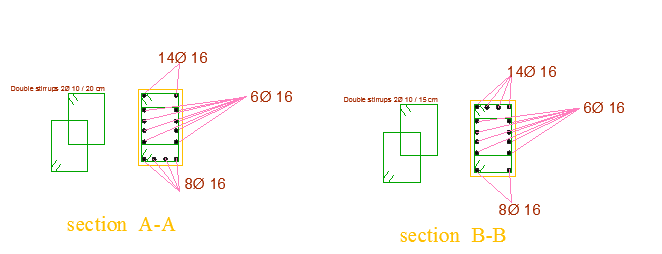 14Ø 16
Double stirrups 2Ø 10 / 20 cm
6Ø 16
8Ø 16
section A-A
14Ø 16
Double stirrups 2Ø 10 / 15 cm
6Ø 16
8Ø 16
section B-B